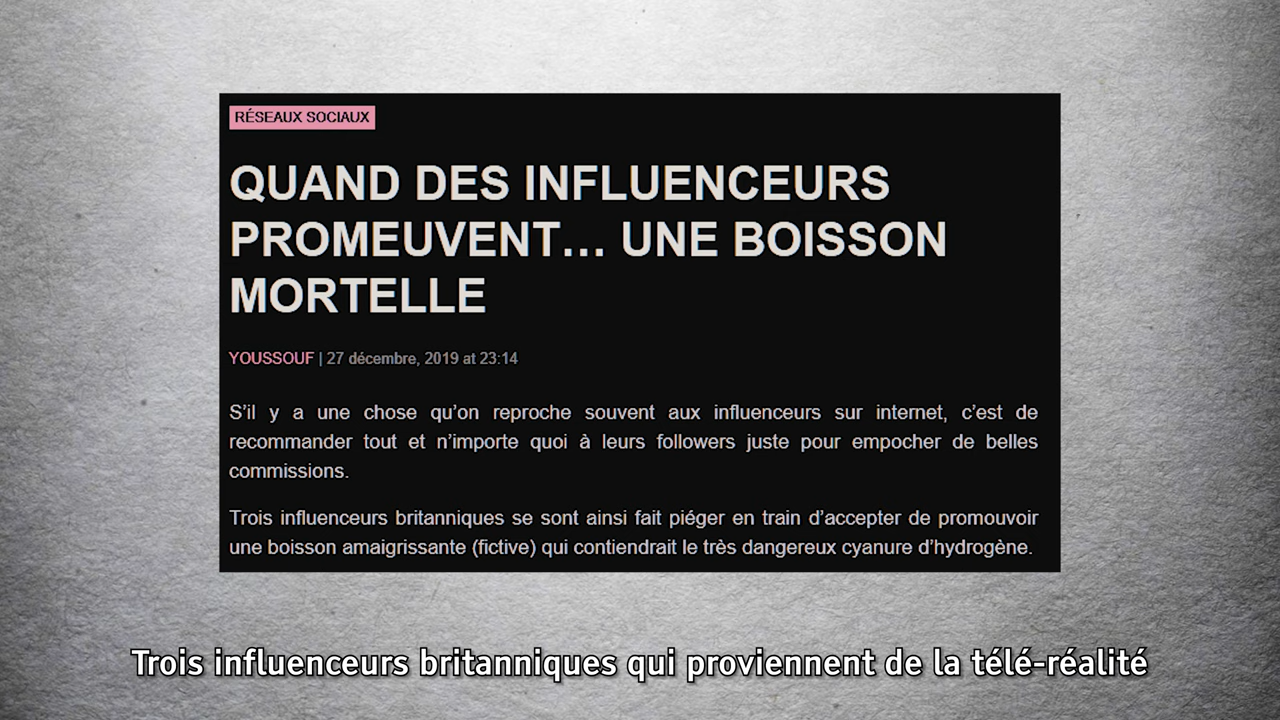 RÉSEAUX SOCIAUX
QUAND DES INFLUENCEURS
PROMEUVENT... UNE BOISSON
MORTELLE
YOUSSOUF | 27 décembre, 2019 at 23:14
S'il y a une chose qu'on reproche souvent aux influenceurs sur internet, c'est de
recommander tout et n'importe quoi à leurs followers juste pour empocher de belles
commissions.
Trois influenceurs britanniques se sont ainsi fait piéger en train d'accepter de promouvoir
une boisson amaigrissante (fictive) qui contiendrait le très dangereux cyanure d'hydrogène.
Trois influenceurs britanniques qui proviennent de la télé-réalité